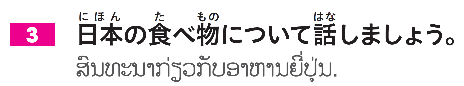 にほん た もの はな
3 日本の食べ物について話しましょう。
ສົນທະນາກ່ຽວກັບອາຫານຍີ່ປຸ່ນ.